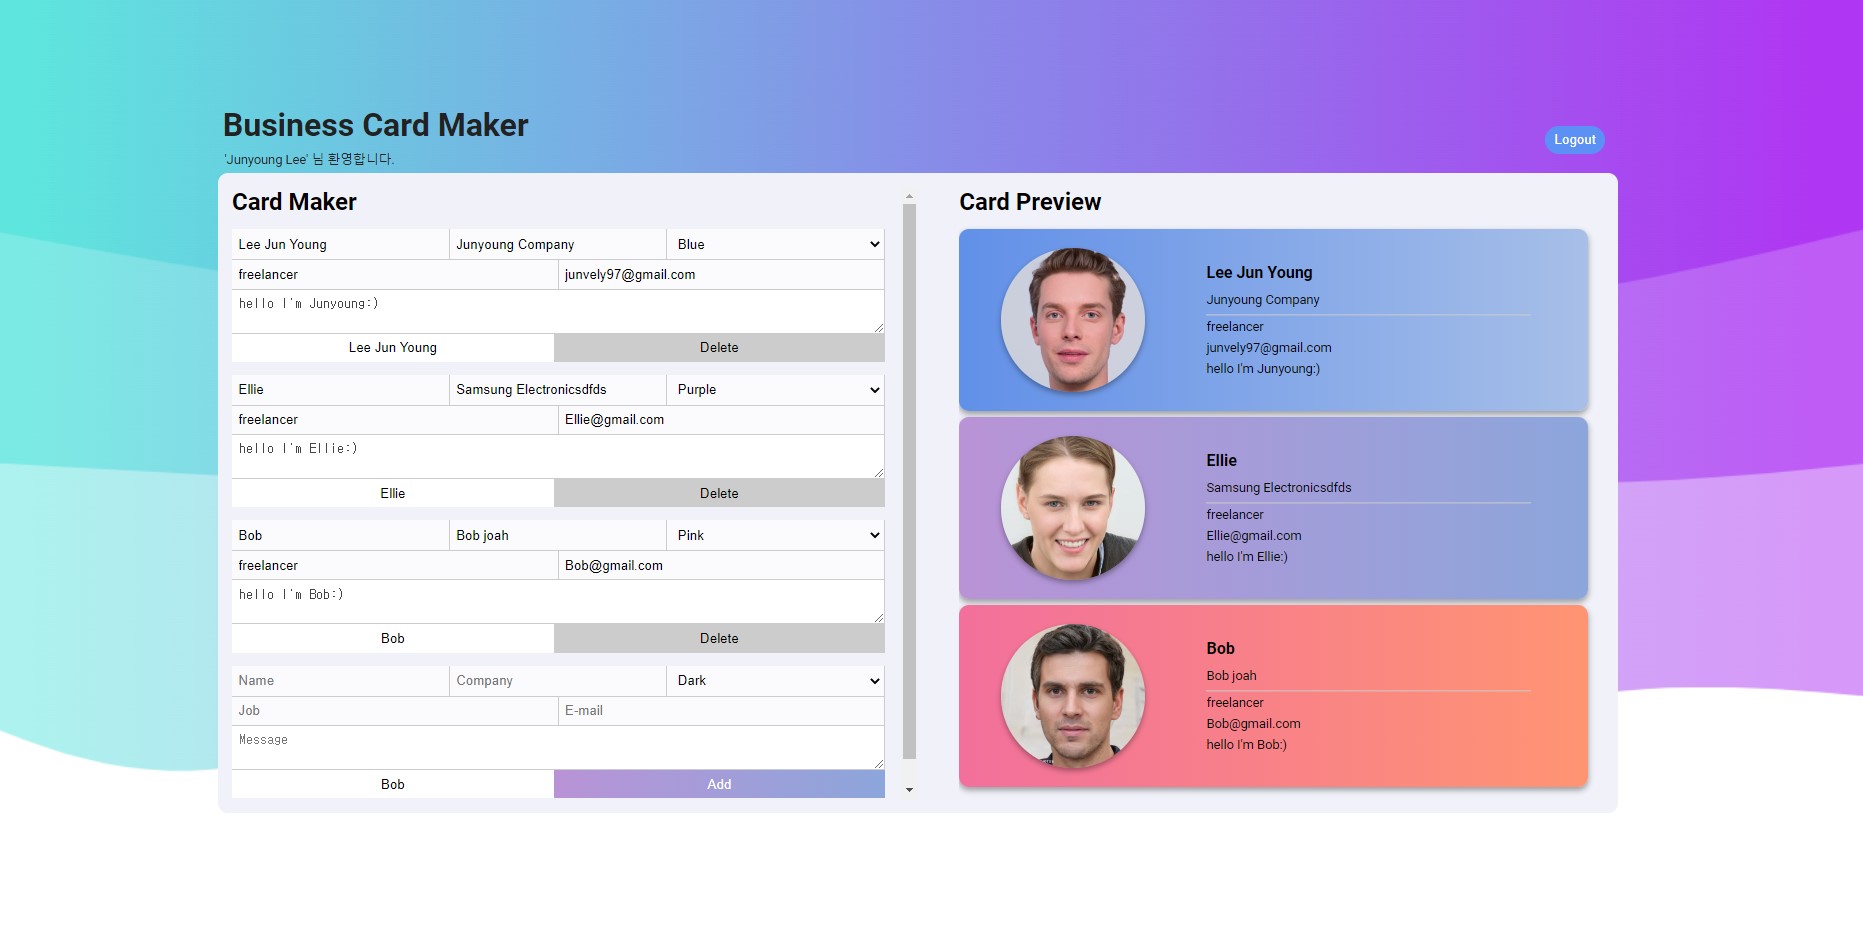 Business Card Maker
'Junyoung Lee' 님 환영합니다.
Logout
Card Maker
Lee Jun Young Junyoung Company Blue
freelancer junvely97@gmail.com
hello I'm Junyoung:)
Lee Jun Young Delete
Ellie Samsung Electronicsdfds Purple
freelancer Ellie@gmail.com
hello I'm Ellie:)
Ellie Delete
Bob Bob joah Pink
freelancer Bob@gmail.com
hello I'm Bob:)
Bob Delete
Name Company Dark
Job E-mail
Message
Bob Add
Card Preview
Lee Jun Young
Junyoung Company
freelancer
junvely97@gmail.com
hello I'm Junyoung:)
Ellie
Samsung Electronicsdfds
freelancer
Ellie@gmail.com
hello I'm Ellie:)
Bob
Bob joah
freelancer
Bob@gmail.com
hello I'm Bob:)